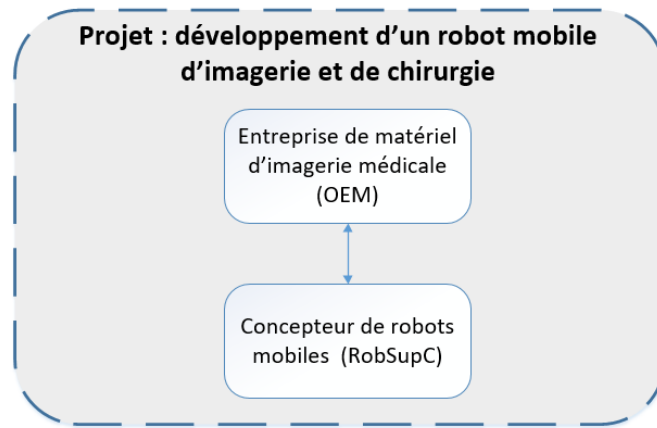 Projet : développement d’un robot mobile
d’imagerie et de chirurgie
Entreprise de matériel
d’imagerie médicale
(OEM)
Concepteur de robots
mobiles (RobSupC)